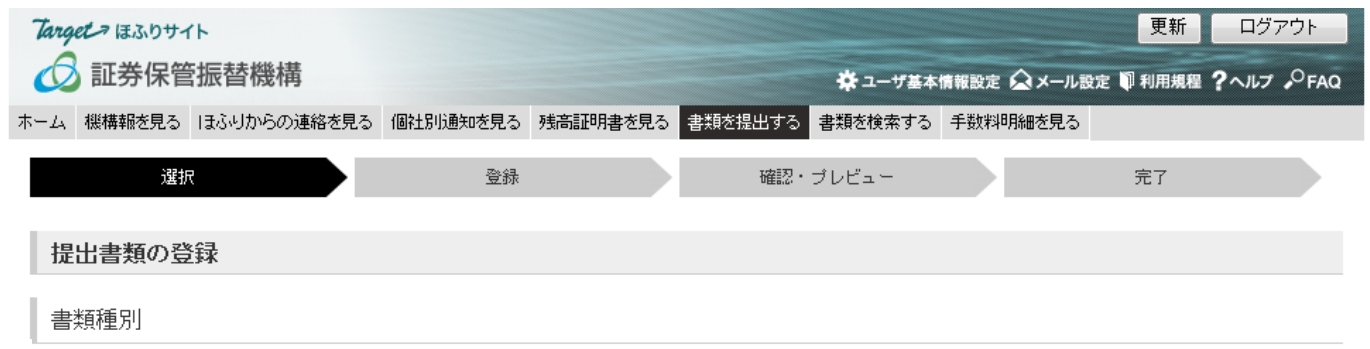 Target ほふりサイト
更新 ログアウト
証券保管振替機構
ユーザ基本情報設定 メール設定 利用規程 ?ヘルプ FAQ
ホーム 機構報を見る ほふりからの連絡を見る 個社別通知を見る 残高証明書を見る 書類を提出する 書類を検索する 手数料明細を見る
選択 登録 確認・プレビュー 完了
提出書類の登録
書類種別